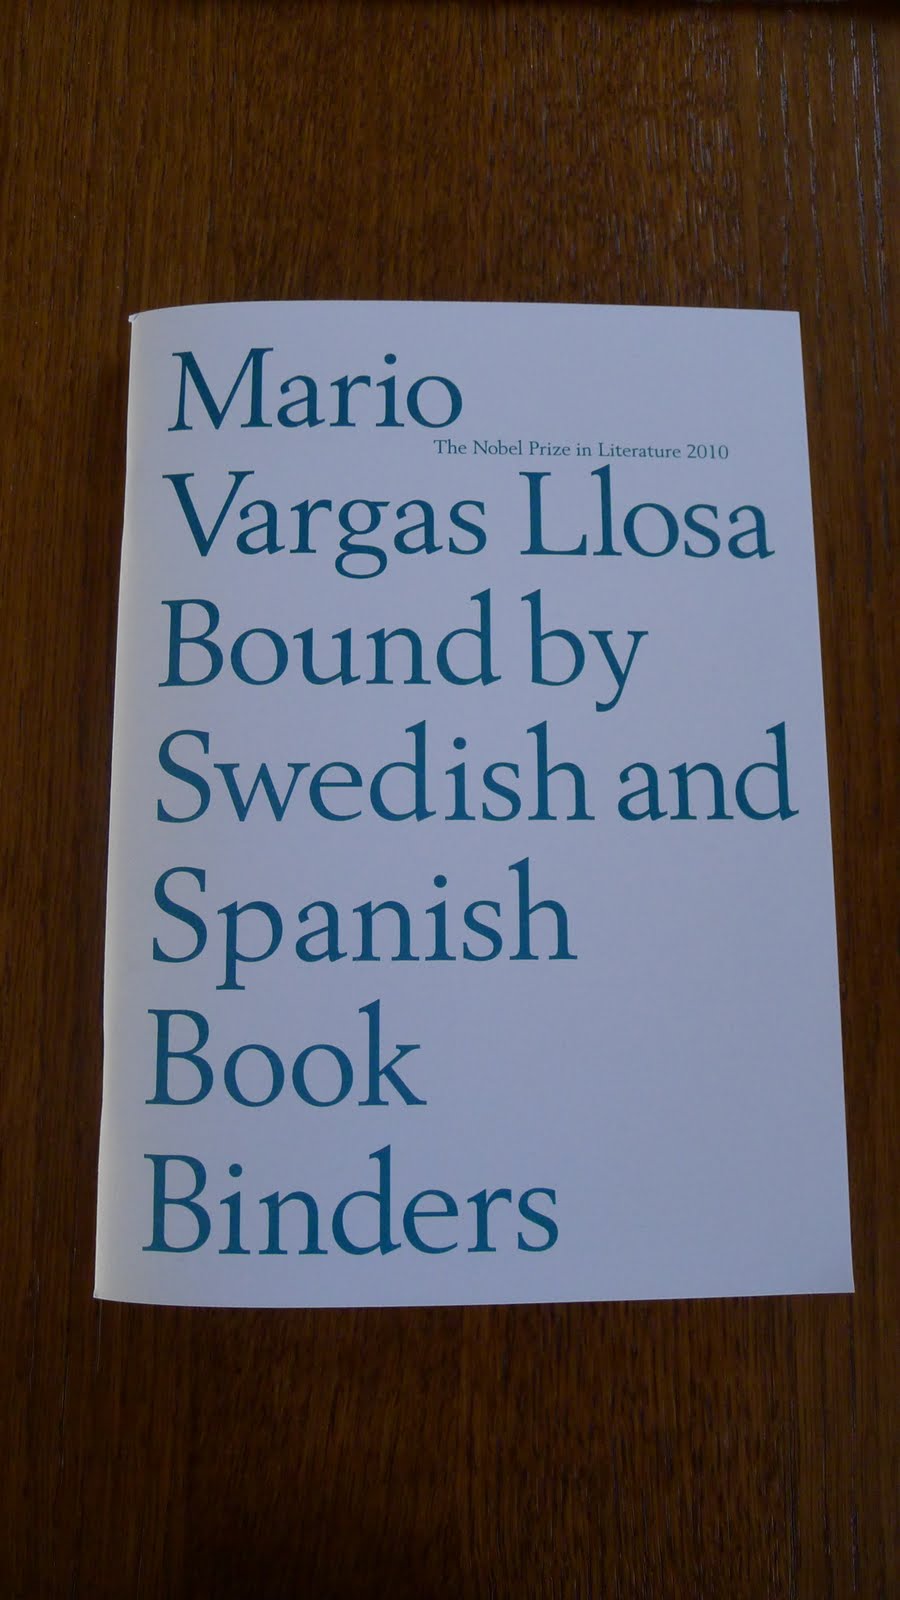 Mario
The Nobel Prize in Literature 2010
Vargas Llosa
Bound by
Swedish and
Spanish
Book
Binders